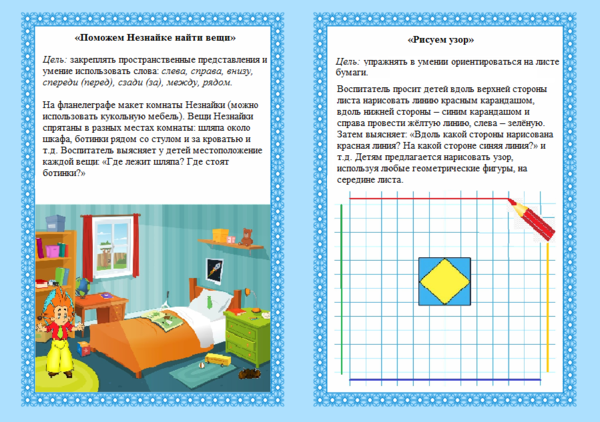 «Поможем Незнайке найти вещи»
Цель: закреплять пространственные представления и
умение использовать слова: слева, справа, внизу,
спереди (перед), сзади (за), между, рядом.
На фланелеграфе макет комнаты Незнайки (можно
использовать кукольную мебель). Вещи Незнайки
спрятаны в разных местах комнаты: шляпа около
шкафа, ботинки рядом со стулом и за кроватью и
т.д. Воспитатель выясняет у детей местоположение
каждой вещи: «Где лежит шляпа? Где стоят
ботинки?»
«Рисуем узор»
Цель: упражнять в умении ориентироваться на листе
бумаги.
Воспитатель просит детей вдоль верхней стороны
листа нарисовать линию красным карандашом,
вдоль нижней стороны – синим карандашом и
справа провести жёлтую линию, слева – зелёную.
Затем выясняет: «Вдоль какой стороны нарисована
красная линия? На какой стороне синяя линия?» и
т.д. Детям предлагается нарисовать узор,
используя любые геометрические фигуры, на
середине листа.